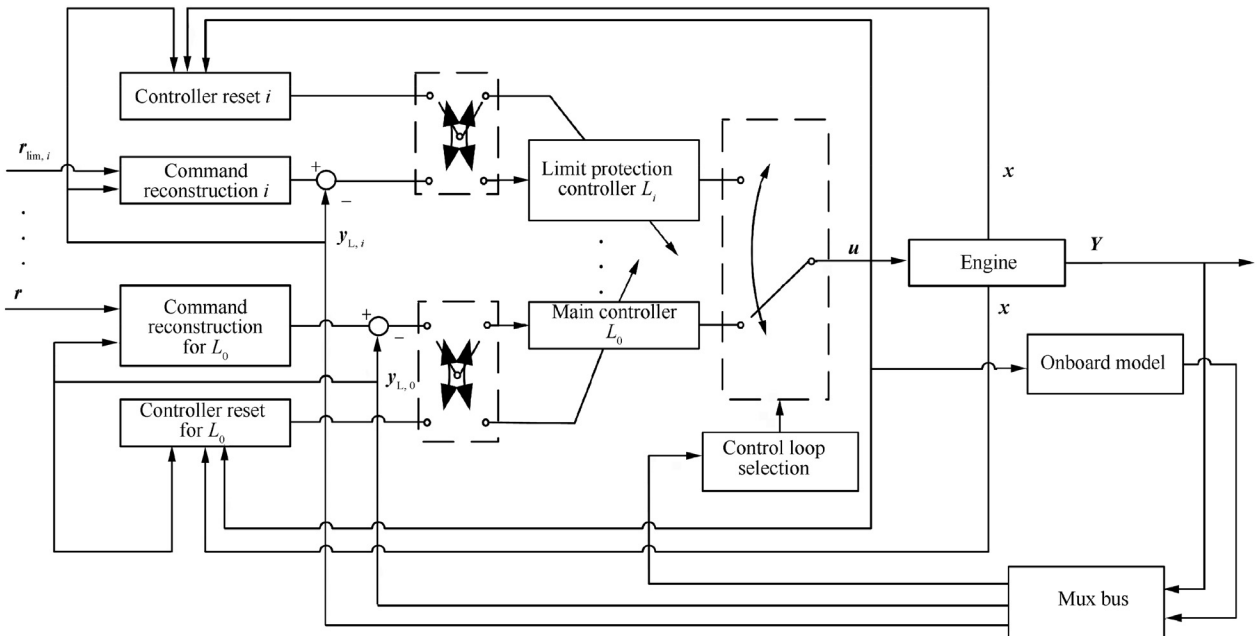 Controller reset i
r_lim, i
Command
reconstruction i
+
−
y_L, i
Limit protection
controller L_i
x
u
Engine
Y
x
r
Command
reconstruction
for L_0
+
−
y_L, 0
Main controller
L_0
Onboard model
Controller reset
for L_0
Control loop
selection
Mux bus